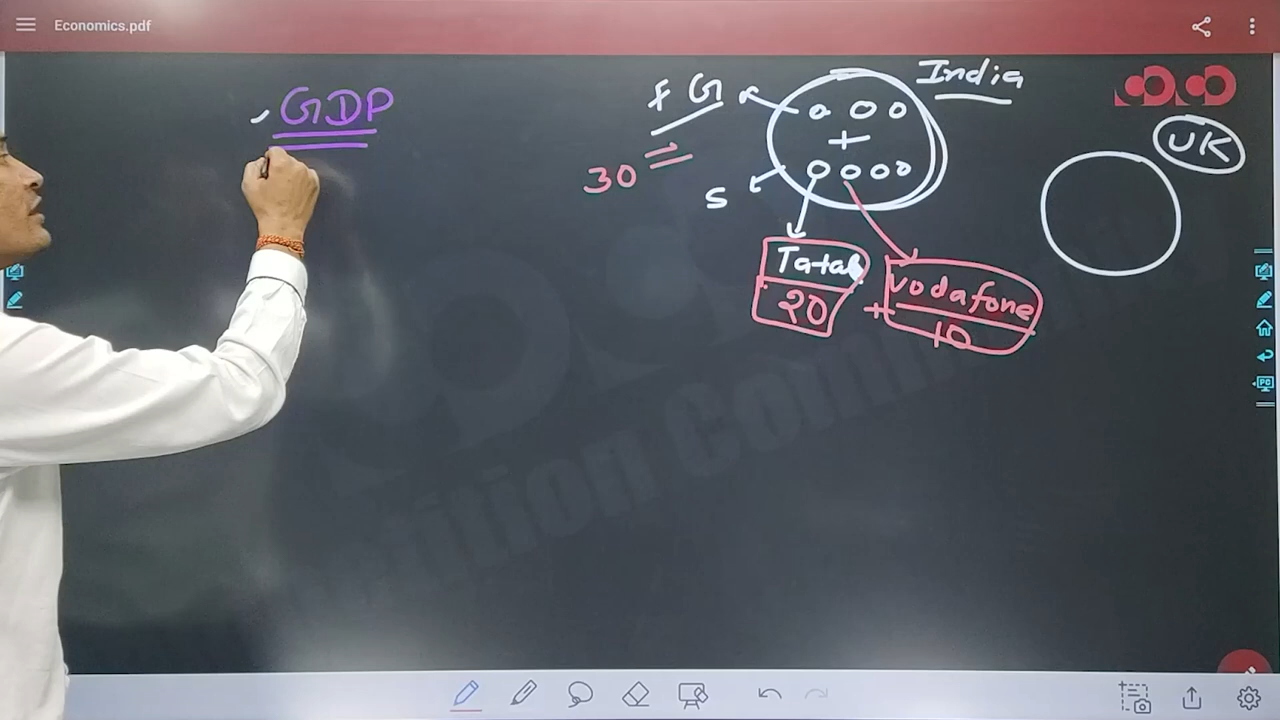 Economics.pdf
GDP
F G
India
UK
30
S
Tata
20
+
vodafone
10